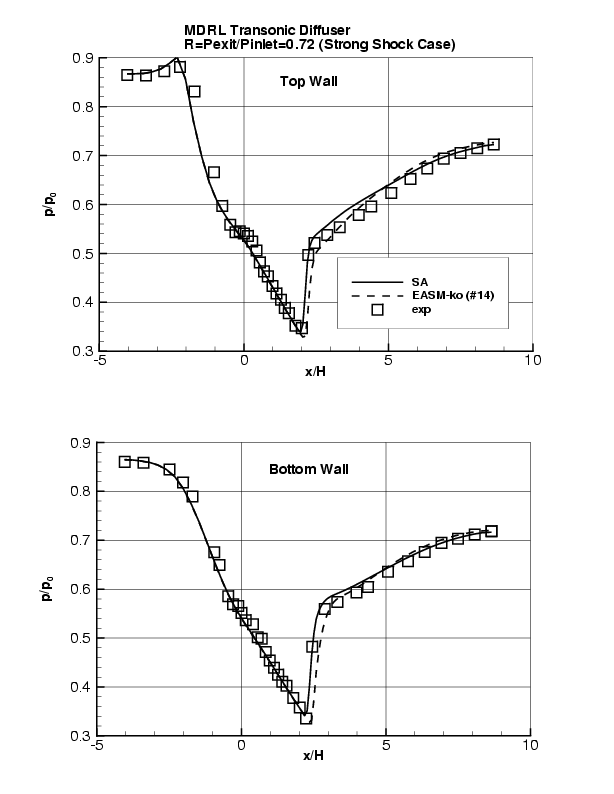 MDRL Transonic Diffuser
R=Pexit/Pinlet=0.72 (Strong Shock Case)
0.9
Top Wall
0.8
0.7
0.6
p/p0
0.5
SA
EASM-ko (#14)
exp
0.4
0.3
-5 0 5 10
x/H
0.9
Bottom Wall
0.8
0.7
0.6
p/p0
0.5
0.4
0.3
-5 0 5 10
x/H